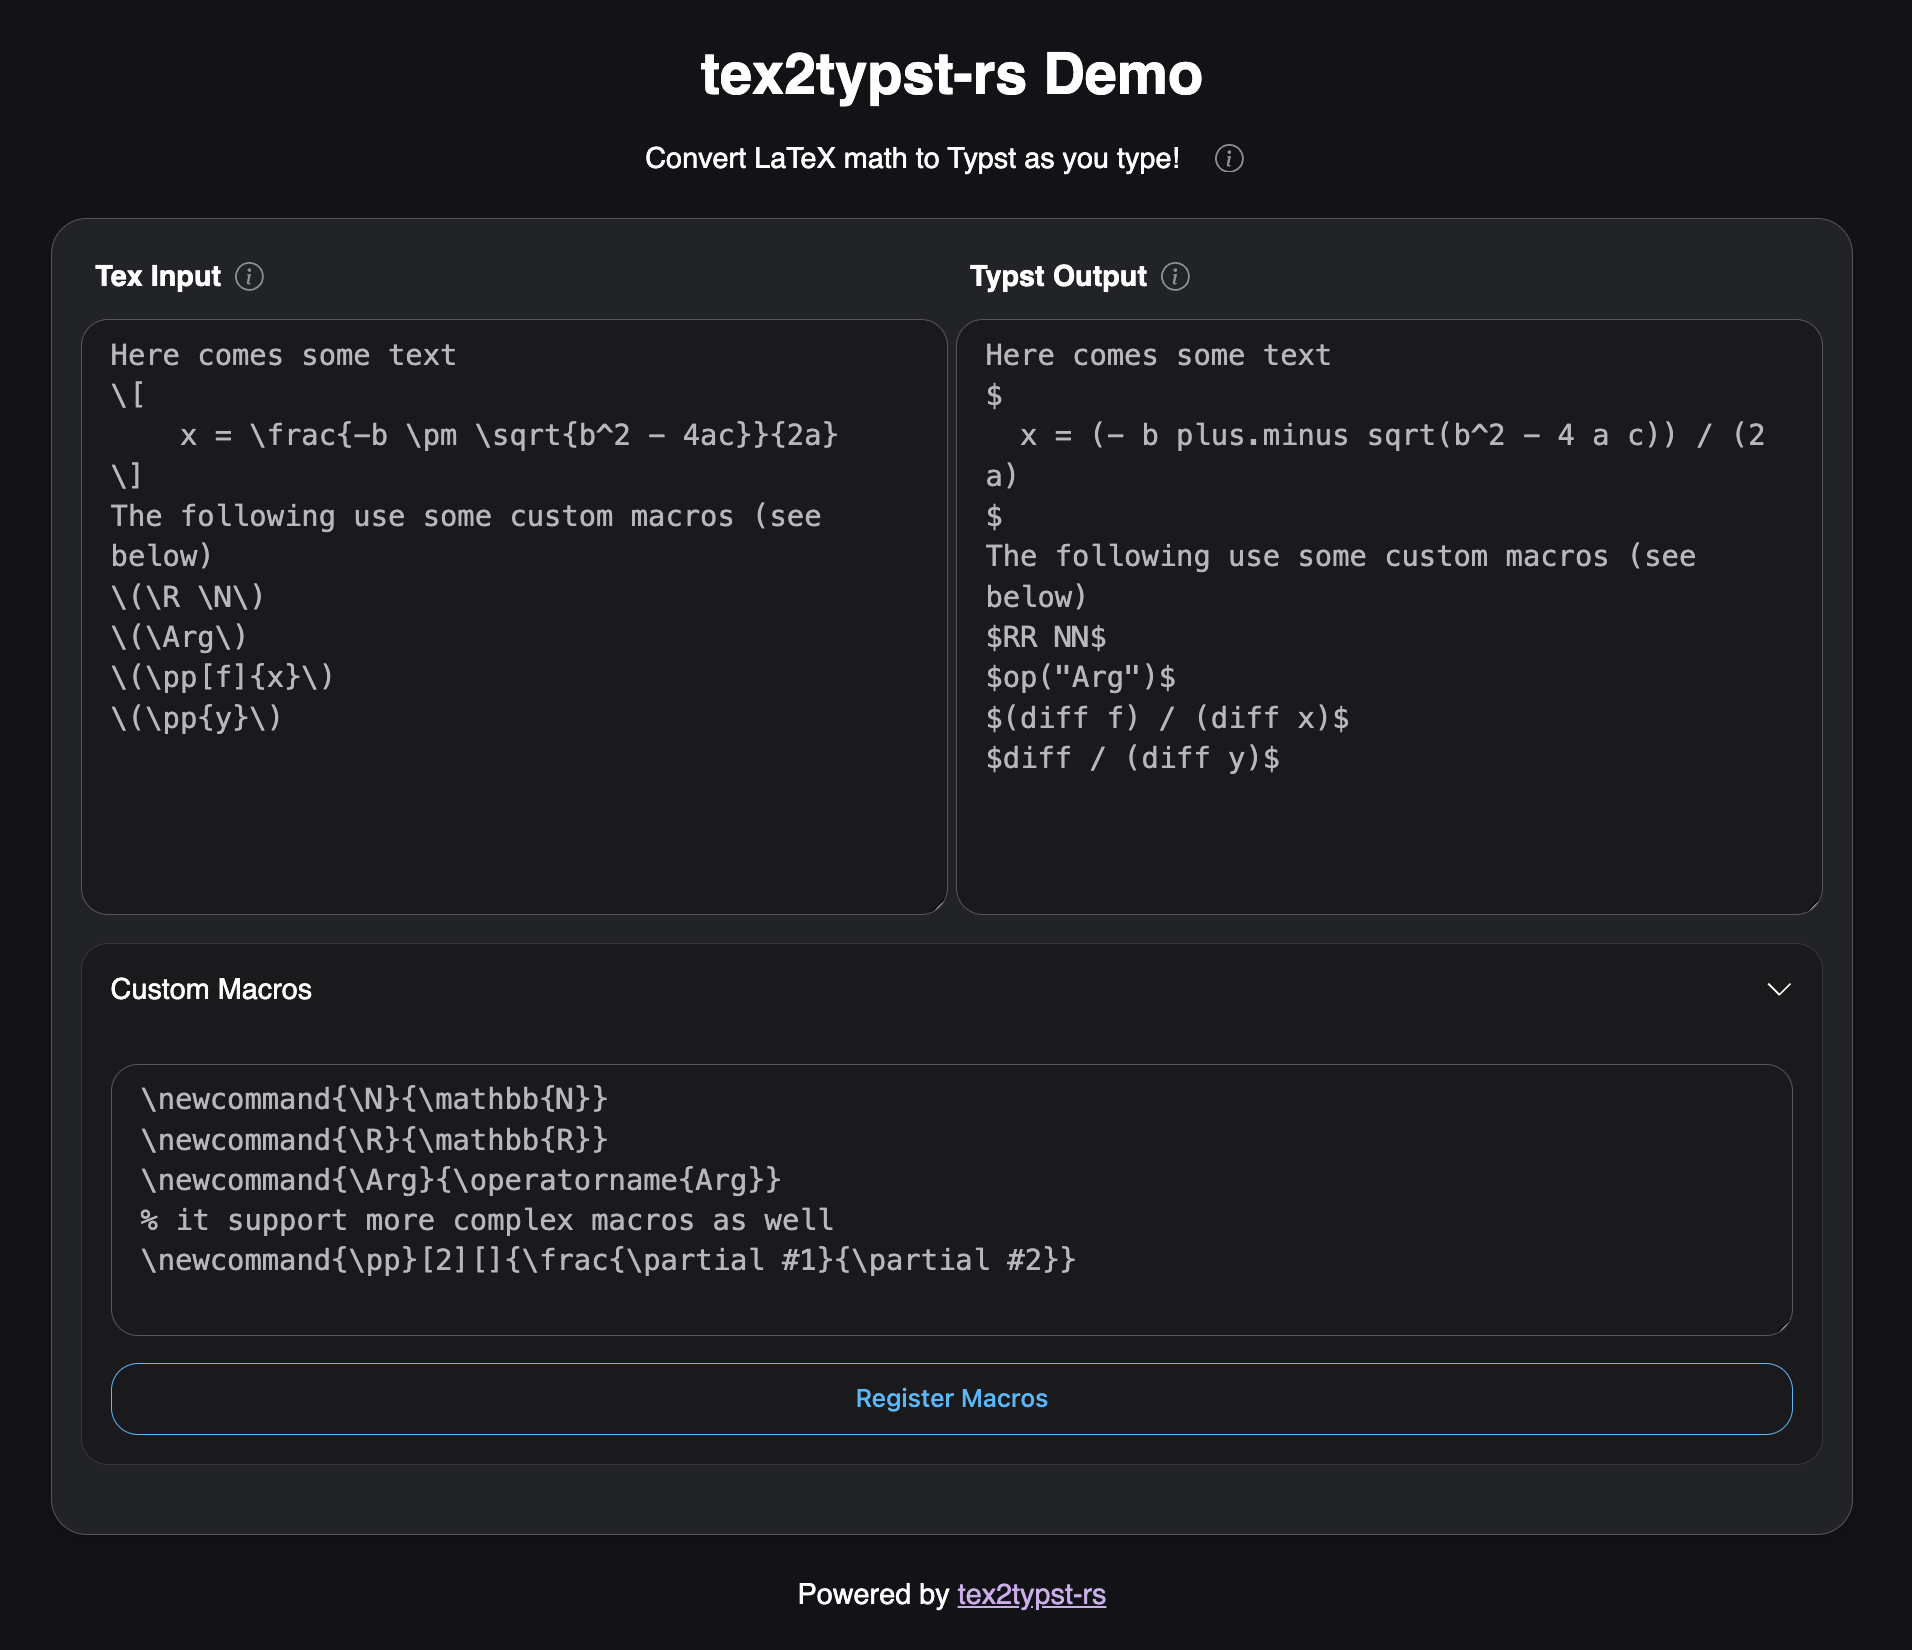 tex2typst-rs Demo
Convert LaTeX math to Typst as you type! i
Tex Input i
Here comes some text
\[
    x = \frac{-b \pm \sqrt{b^2 - 4ac}}{2a}
\]
The following use some custom macros (see
below)
\(\R \N\)
\(\Arg\)
\(\pp[f]{x}\)
\(\pp{y}\)
Typst Output i
Here comes some text
$
  x = (- b plus.minus sqrt(b^2 - 4 a c)) / (2
a)
$
The following use some custom macros (see
below)
$RR NN$
$op("Arg")$
$(diff f) / (diff x)$
$diff / (diff y)$
Custom Macros
\newcommand{\N}{\mathbb{N}}
\newcommand{\R}{\mathbb{R}}
\newcommand{\Arg}{\operatorname{Arg}}
% it support more complex macros as well
\newcommand{\pp}[2][]{\frac{\partial #1}{\partial #2}}
Register Macros
Powered by tex2typst-rs